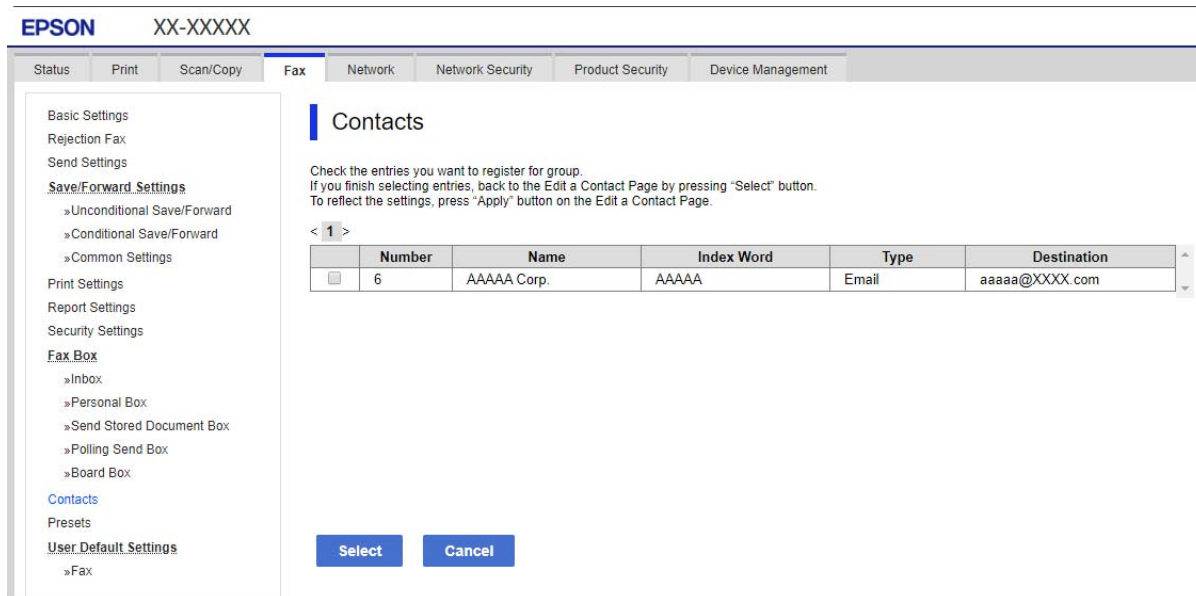 EPSON XX-XXXXX
Status Print Scan/Copy Fax Network Network Security Product Security Device Management
Basic Settings
Rejection Fax
Send Settings
Save/Forward Settings
»Unconditional Save/Forward
»Conditional Save/Forward
»Common Settings
Print Settings
Report Settings
Security Settings
Fax Box
»Inbox
»Personal Box
»Send Stored Document Box
»Polling Send Box
»Board Box
Contacts
Presets
User Default Settings
»Fax
Contacts
Check the entries you want to register for group.
If you finish selecting entries, back to the Edit a Contact Page by pressing “Select” button.
To reflect the settings, press “Apply” button on the Edit a Contact Page.
< 1 >
Number Name Index Word Type Destination
6 AAAAA Corp. AAAAA Email aaaaa@XXXX.com
Select Cancel